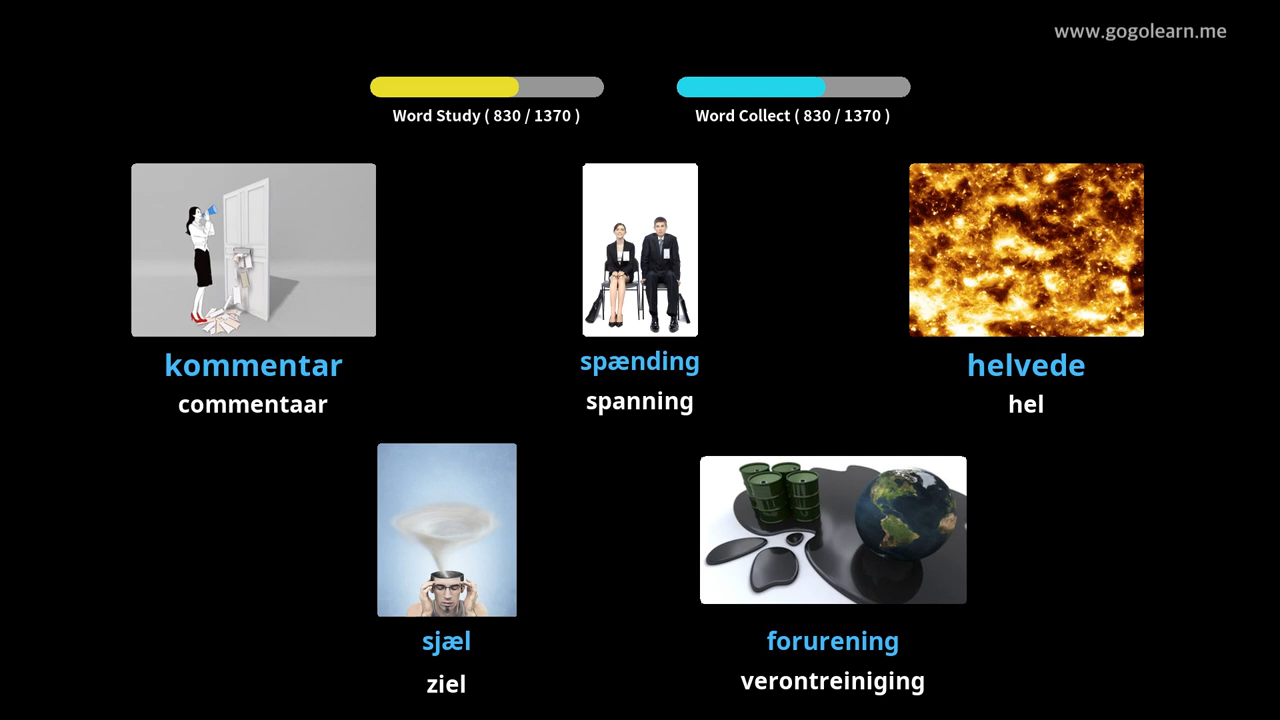 www.gogolearn.me
Word Study ( 830 / 1370 )
Word Collect ( 830 / 1370 )
kommentar
commentaar
spænding
spanning
helvede
hel
sjæl
ziel
forurening
verontreiniging